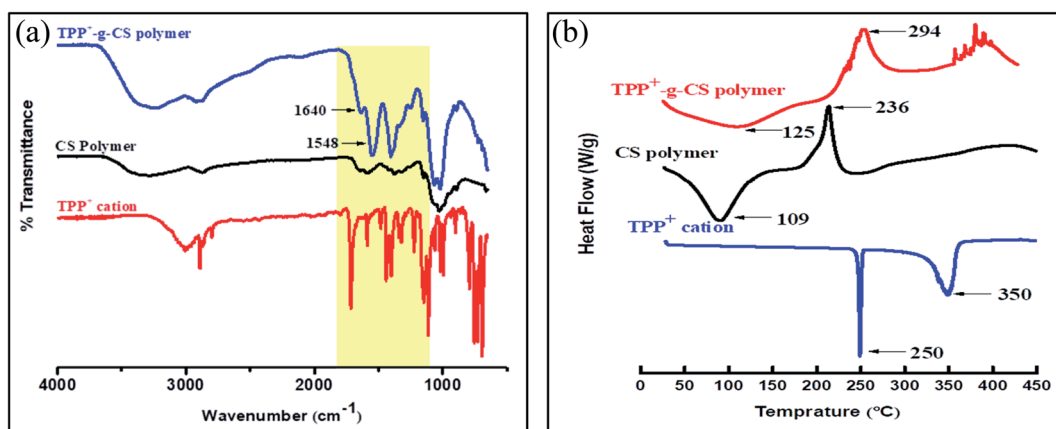 (a)
TPP⁺-g-CS polymer
1640
1548
CS Polymer
TPP⁺ cation
% Transmittance
4000 3000 2000 1000
Wavenumber (cm⁻¹)
(b)
294
TPP⁺-g-CS polymer
236
125
CS polymer
109
TPP⁺ cation
350
250
Heat Flow (W/g)
0 50 100 150 200 250 300 350 400 450
Temprature (°C)